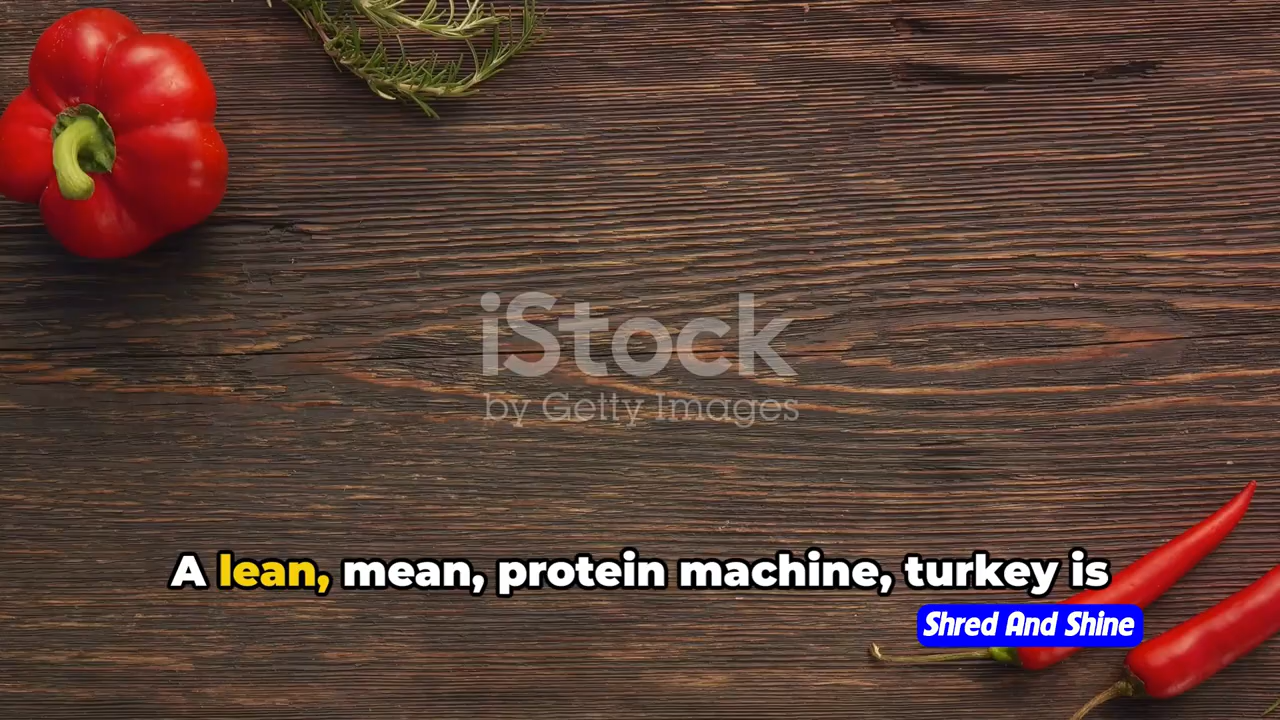 iStock
by Getty Images
A lean, mean, protein machine, turkey is
Shred And Shine